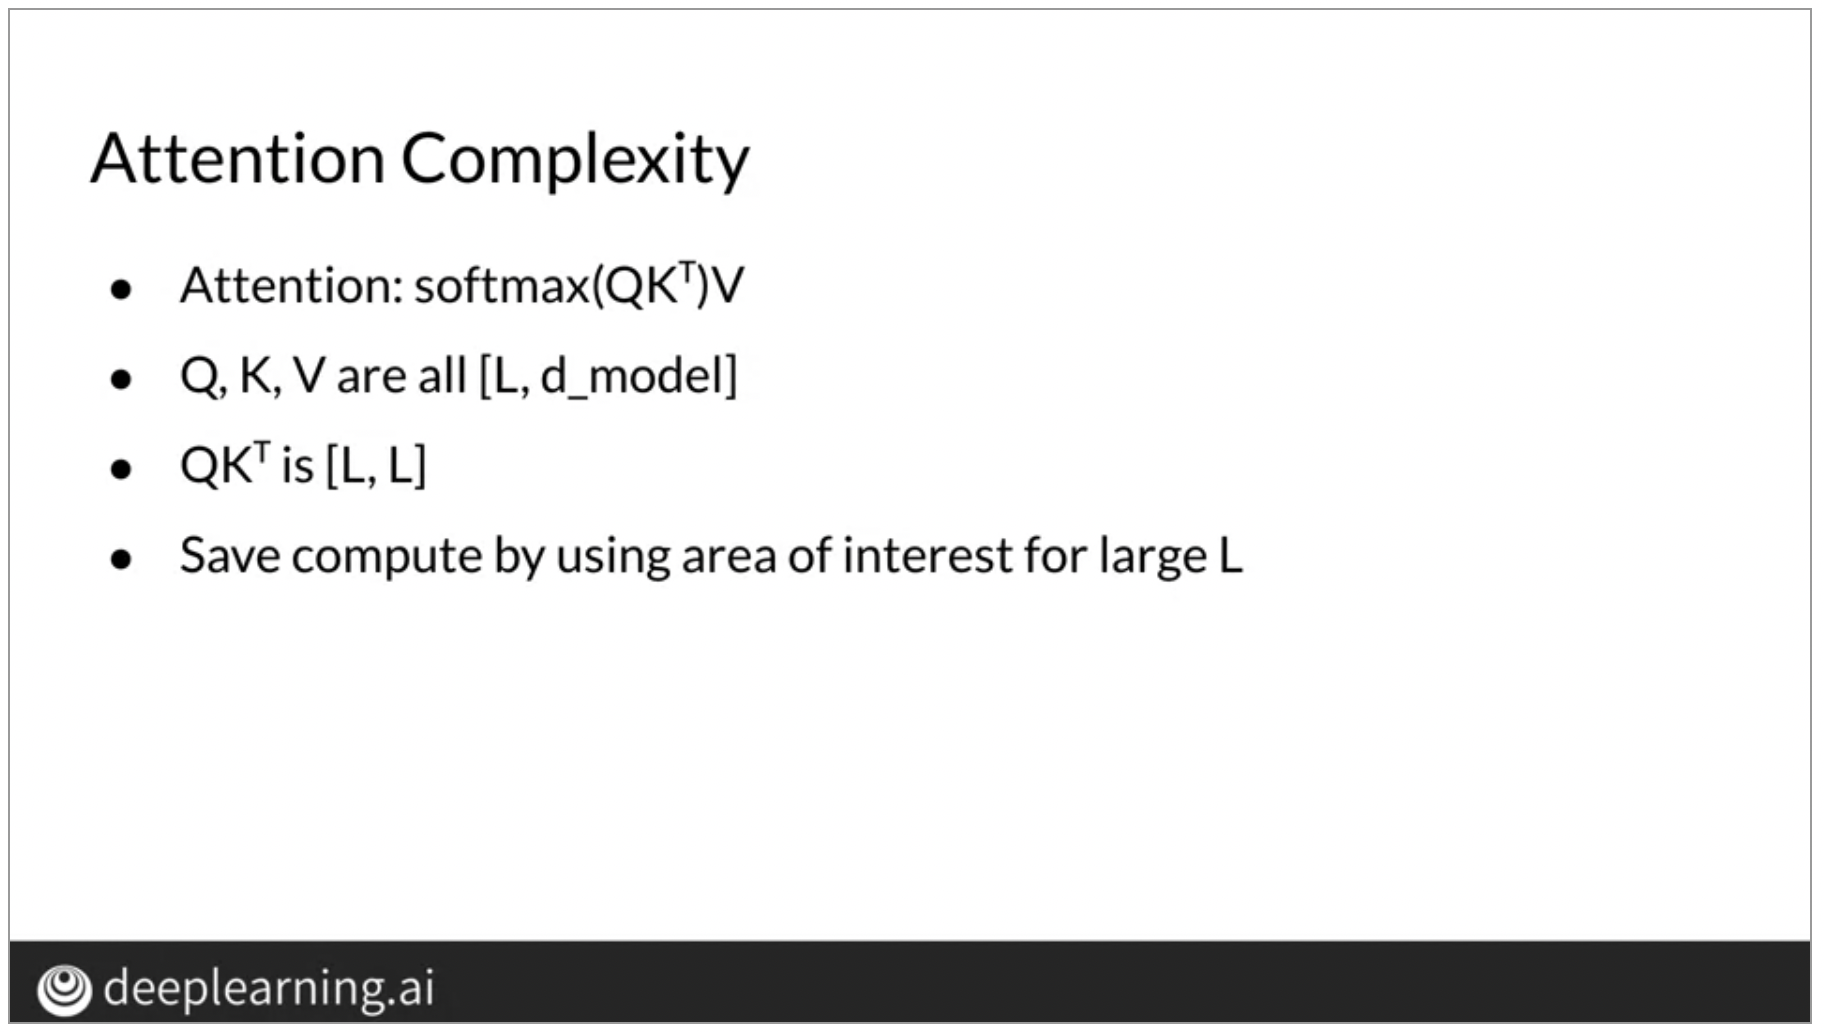 Attention Complexity
● Attention: softmax(QKᵀ)V
● Q, K, V are all [L, d_model]
● QKᵀ is [L, L]
● Save compute by using area of interest for large L
deeplearning.ai